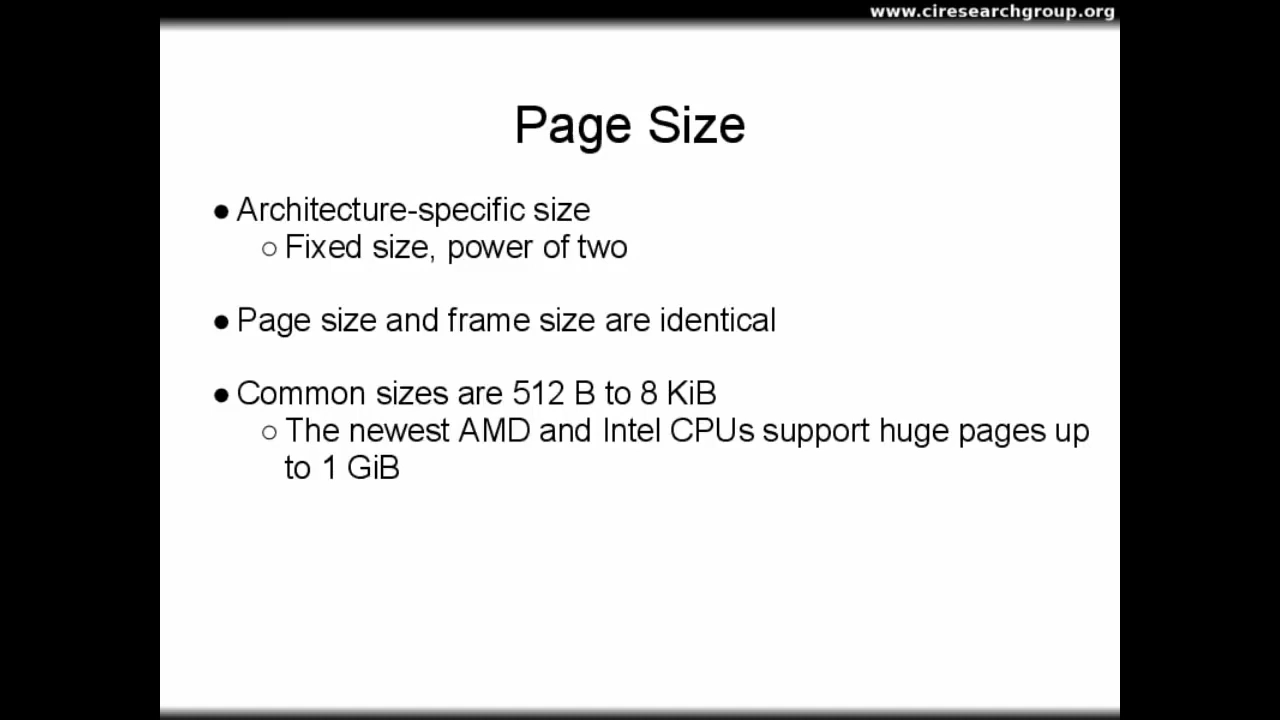 www.ciresearchgroup.org
Page Size
● Architecture-specific size
○ Fixed size, power of two
● Page size and frame size are identical
● Common sizes are 512 B to 8 KiB
○ The newest AMD and Intel CPUs support huge pages up
to 1 GiB